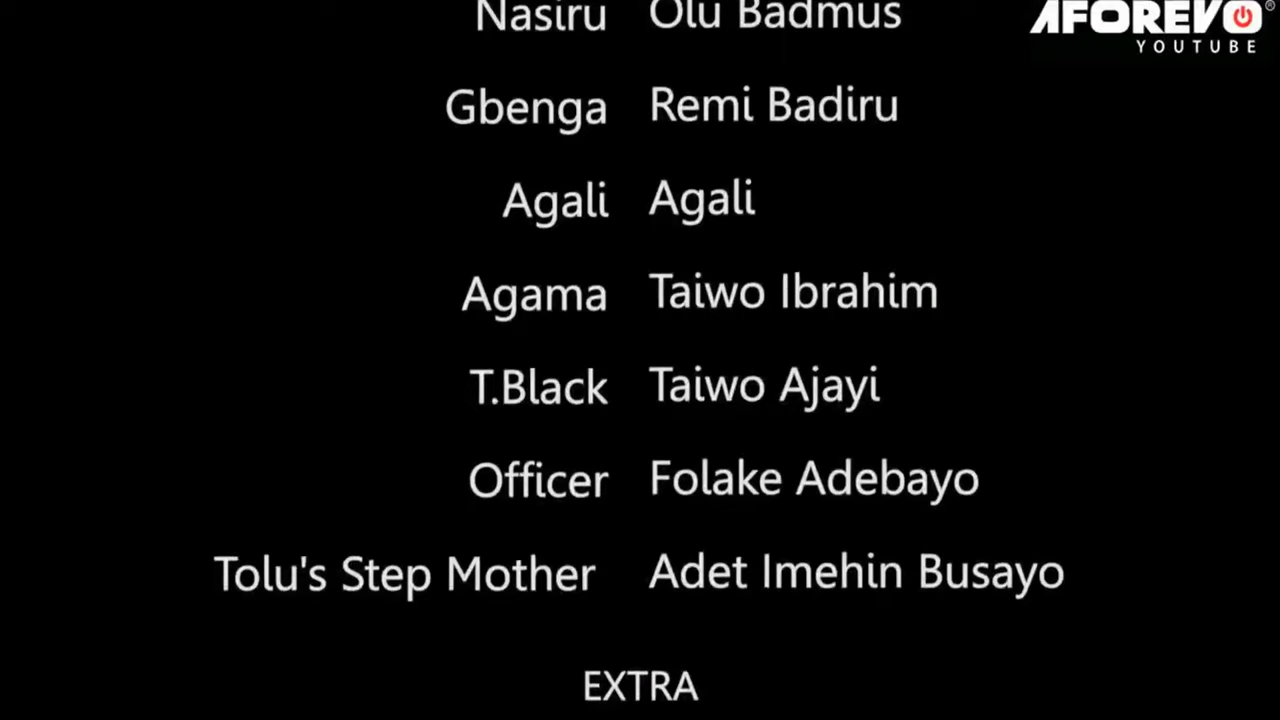 Nasiru Olu Badmus
AFOREVO®
YOUTUBE
Gbenga Remi Badiru
Agali Agali
Agama Taiwo Ibrahim
T.Black Taiwo Ajayi
Officer Folake Adebayo
Tolu's Step Mother Adet Imehin Busayo
EXTRA